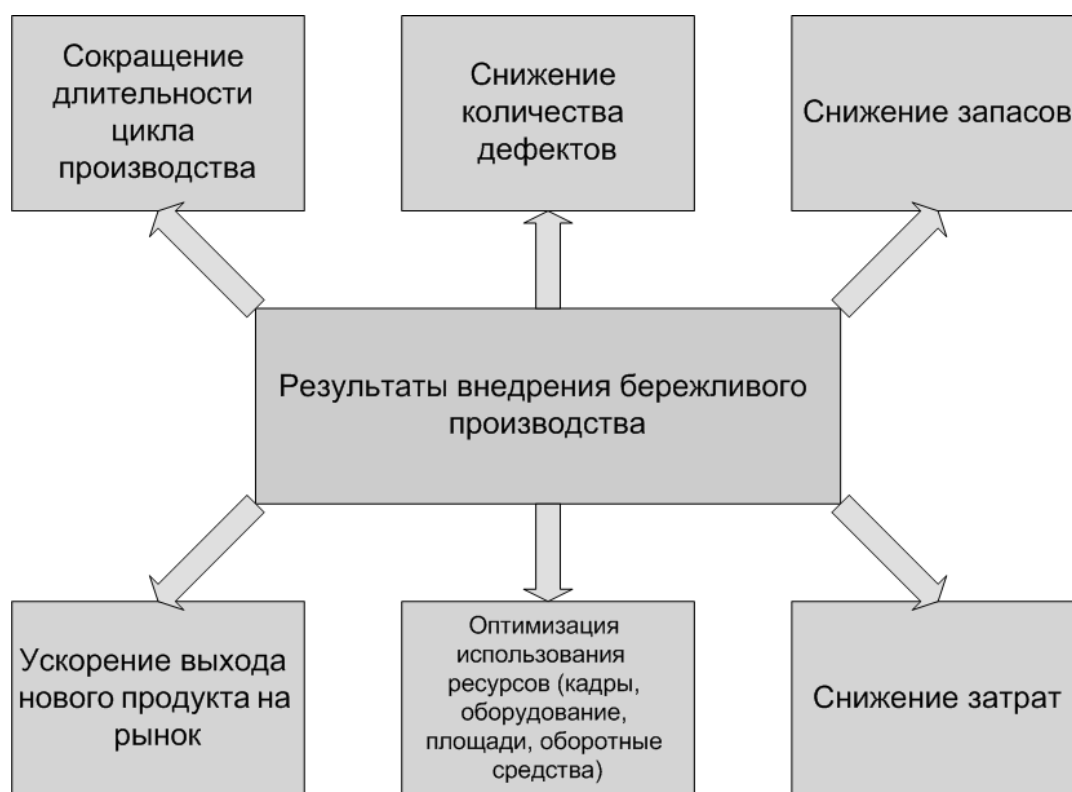 Сокращение
длительности
цикла
производства
Снижение
количества
дефектов
Снижение запасов
Результаты внедрения бережливого
производства
Ускорение выхода
нового продукта на
рынок
Оптимизация
использования
ресурсов (кадры,
оборудование,
площади, оборотные
средства)
Снижение затрат